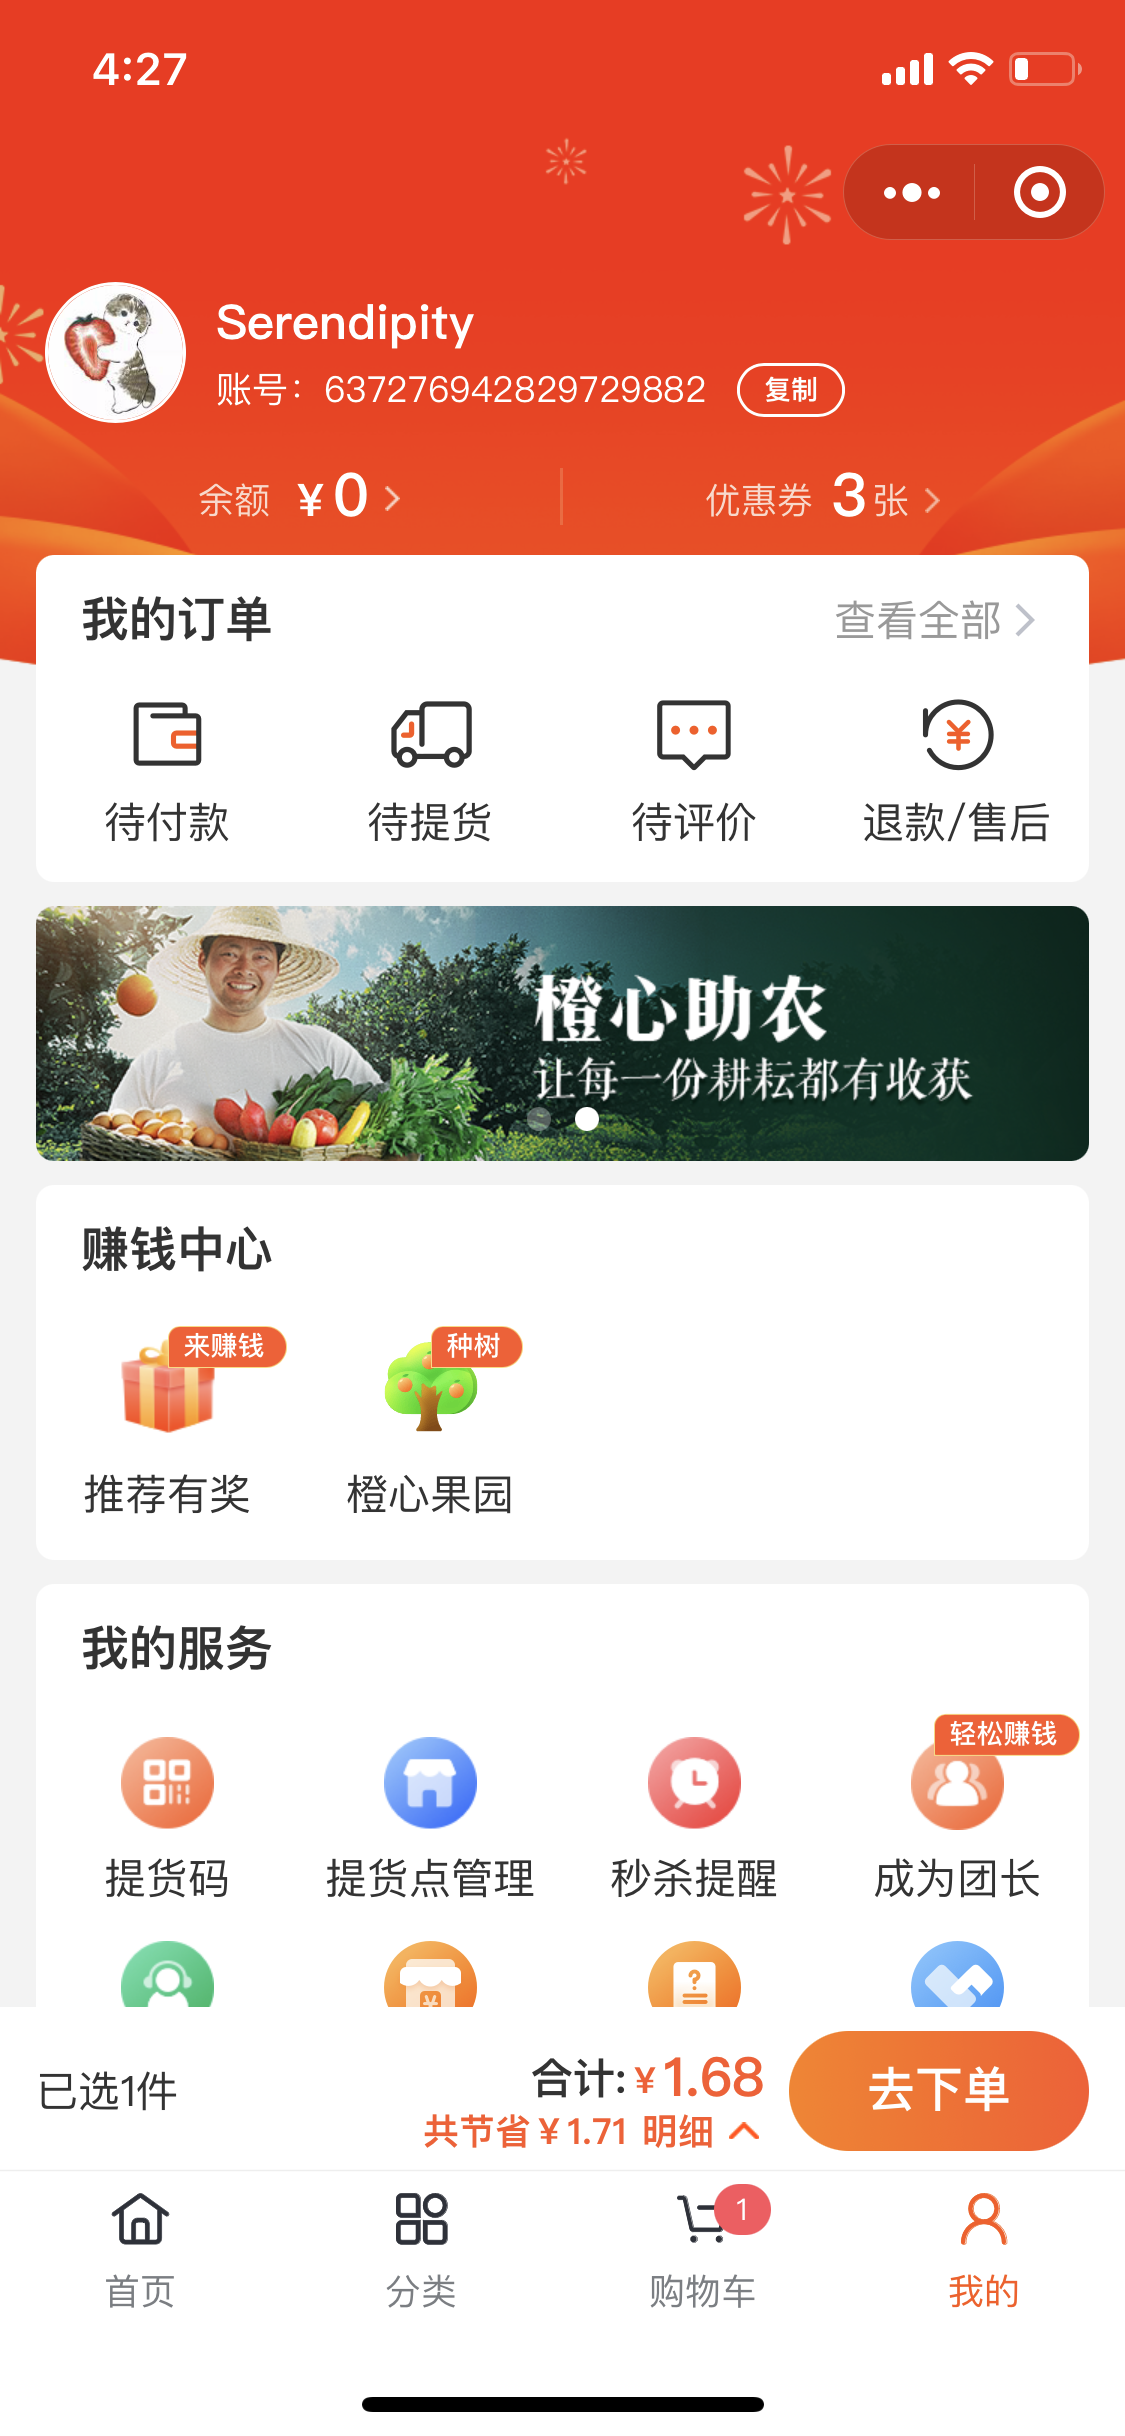 4:27
Serendipity
账号：637276942829729882 复制
余额 ¥0 优惠券 3张
我的订单 查看全部
待付款 待提货 待评价 退款/售后
橙心助农
让每一份耕耘都有收获
赚钱中心
来赚钱 种树
推荐有奖 橙心果园
我的服务
轻松赚钱
提货码 提货点管理 秒杀提醒 成为团长
已选1件 合计:¥1.68 去下单
共节省¥1.71 明细
1
首页 分类 购物车 我的